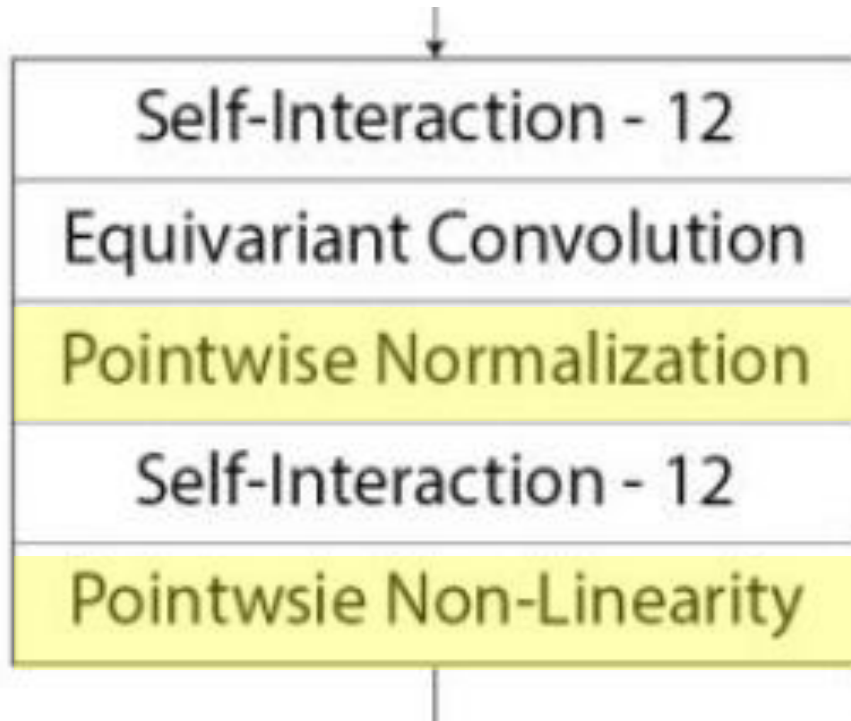 Self-Interaction - 12
Equivariant Convolution
Pointwise Normalization
Self-Interaction - 12
Pointwsie Non-Linearity